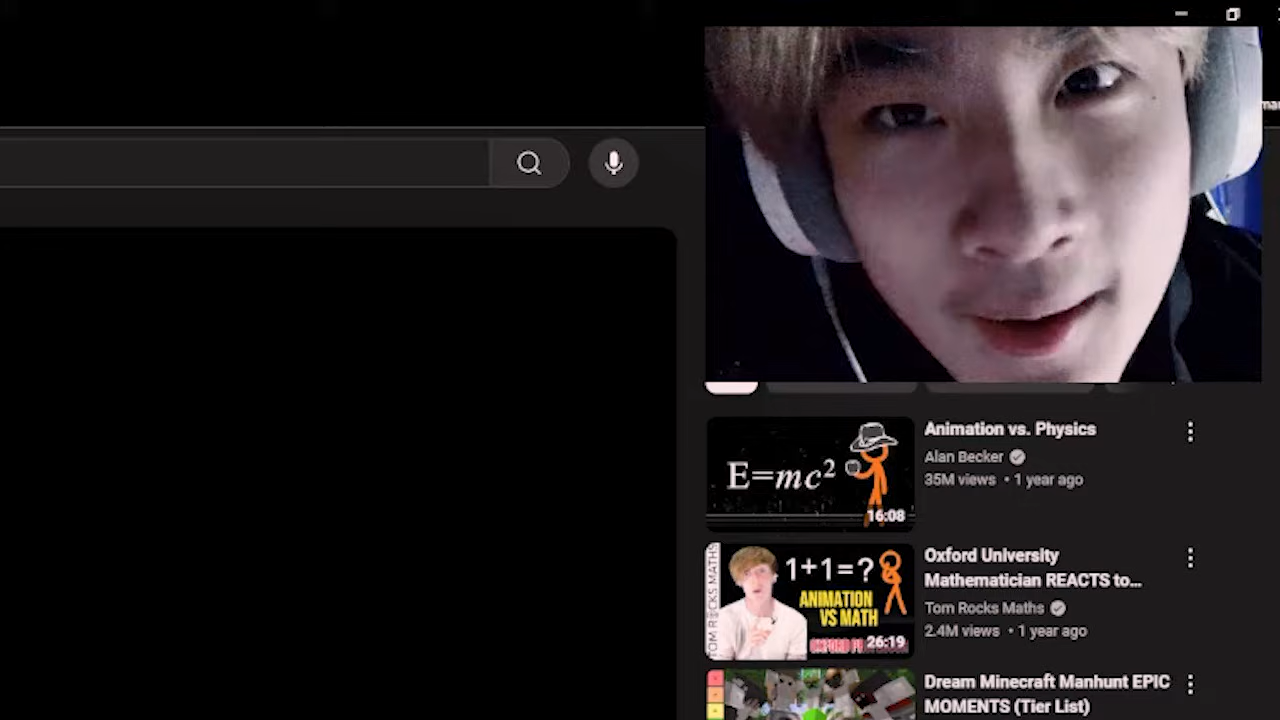 Animation vs. Physics
Alan Becker
35M views • 1 year ago
E=mc²
16:08
Oxford University
Mathematician REACTS to...
Tom Rocks Maths
2.4M views • 1 year ago
TOM ROCKS MATHS
1+1=?
ANIMATION
VS MATH
OXFORD
26:19
Dream Minecraft Manhunt EPIC
MOMENTS (Tier List)